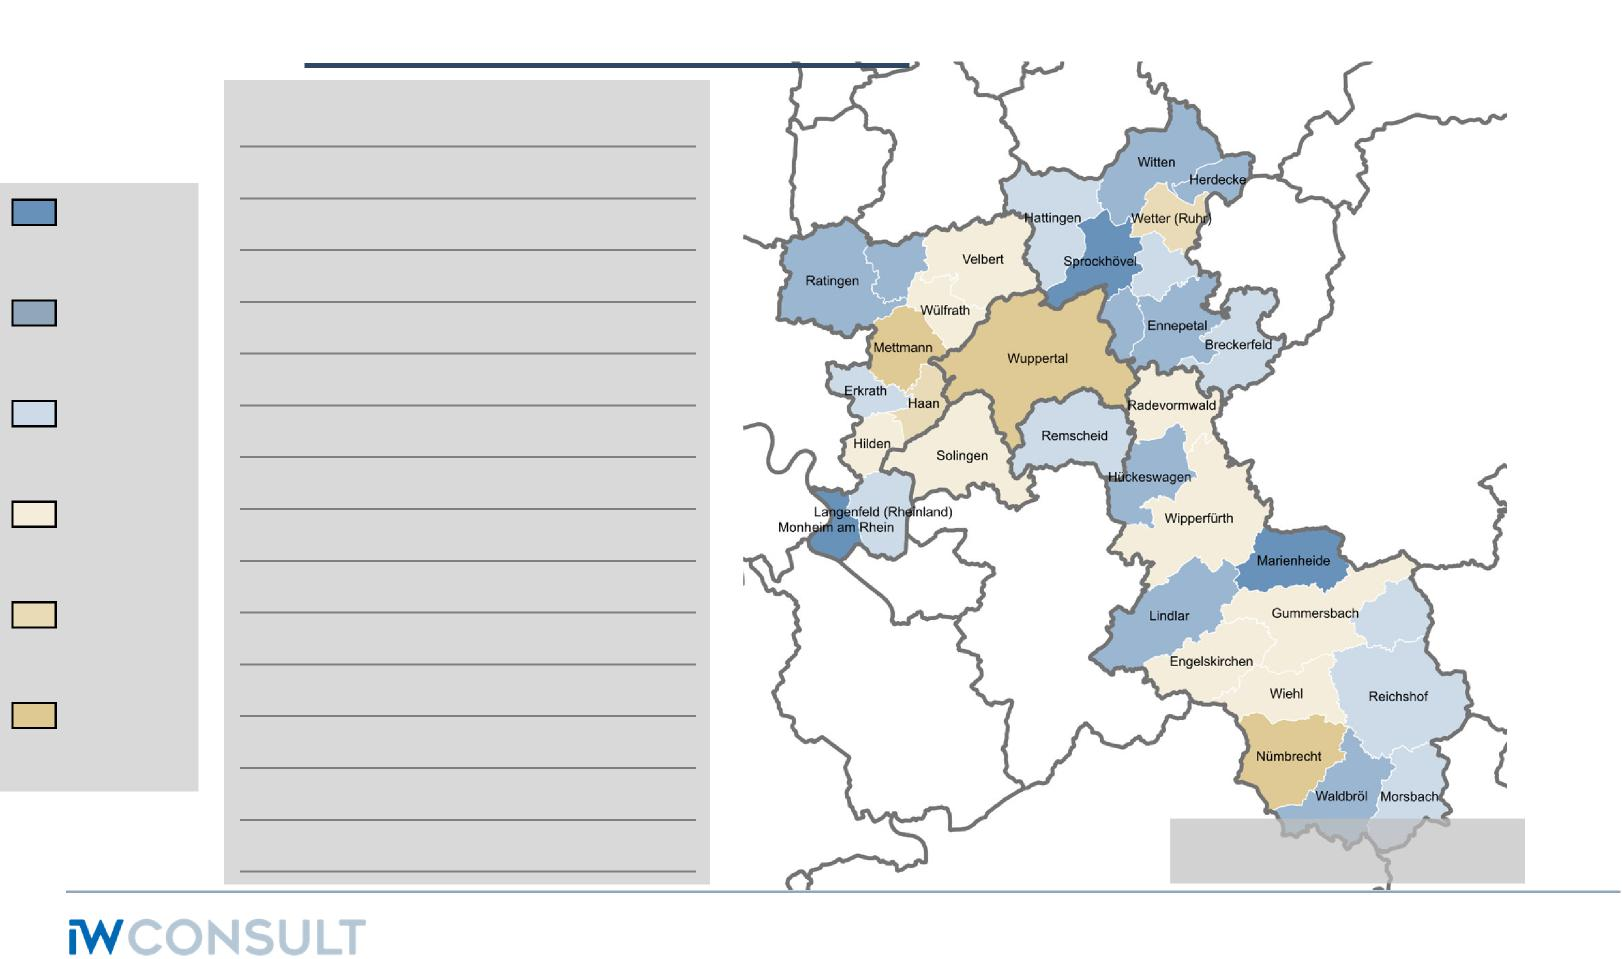 Witten
Herdecke
Hattingen
Wetter (Ruhr)
Velbert
Sprockhövel
Ratingen
Wülfrath
Ennepetal
Mettmann
Wuppertal
Breckerfeld
Erkrath
Haan
Radevormwald
Hilden
Remscheid
Solingen
Hückeswagen
Langenfeld (Rheinland)
Wipperfürth
Monheim am Rhein
Marienheide
Lindlar
Gummersbach
Engelskirchen
Wiehl
Reichshof
Nümbrecht
Waldbröl
Morsbach
iWCONSULT